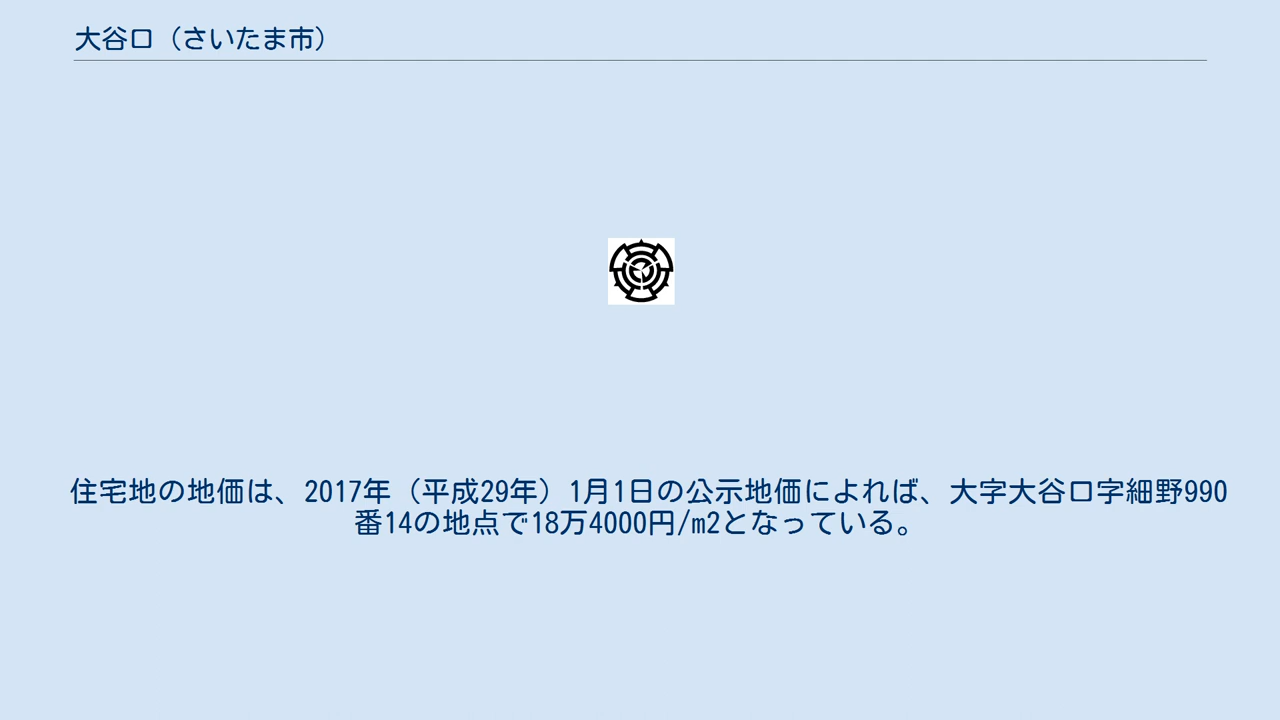 大谷口（さいたま市）
住宅地の地価は、2017年（平成29年）1月1日の公示地価によれば、大字大谷口字細野990
番14の地点で18万4000円/m2となっている。